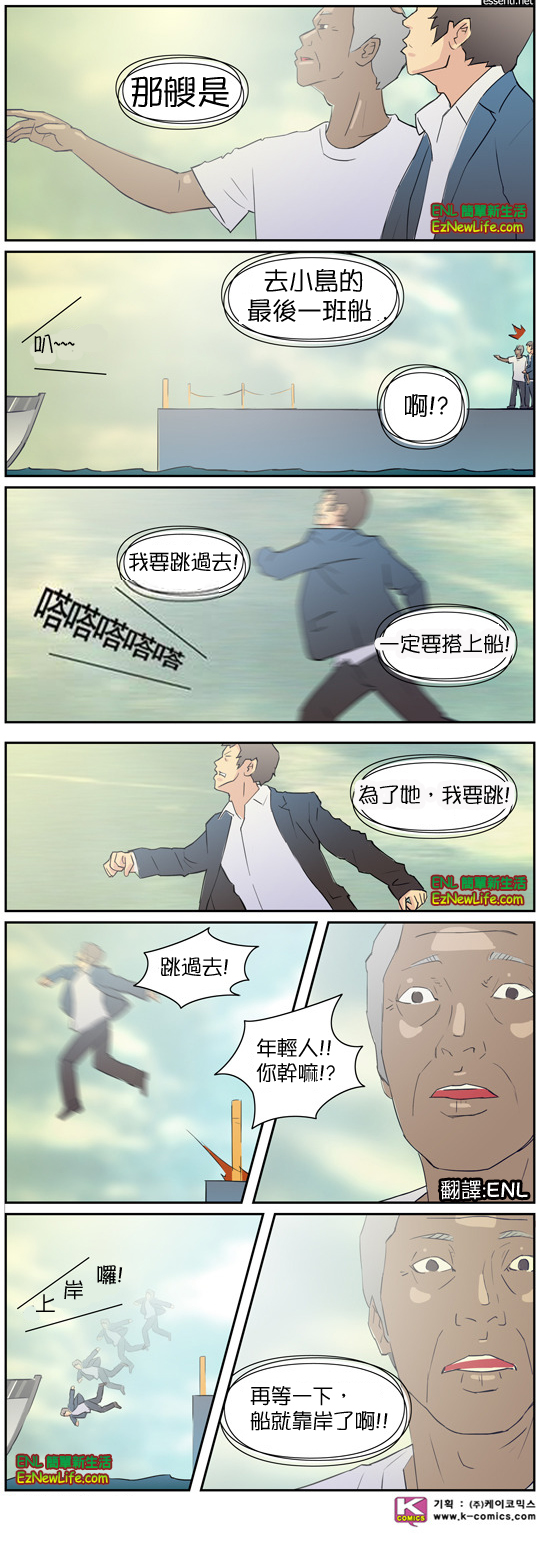 essenti.net
那艘是
ENL 簡單新生活
EzNewLife.com
去小島的
最後一班船
叭~~~
啊!?
我要跳過去!
嗒嗒嗒嗒嗒
一定要搭上船!
為了她，我要跳!
ENL 簡單新生活
EzNewLife.com
跳過去!
年輕人!!
你幹嘛!?
翻譯:ENL
上岸囉!
再等一下，
船就靠岸了啊!!
ENL 簡單新生活
EzNewLife.com
K COMICS
기획 : (주)케이코믹스
www.k-comics.com